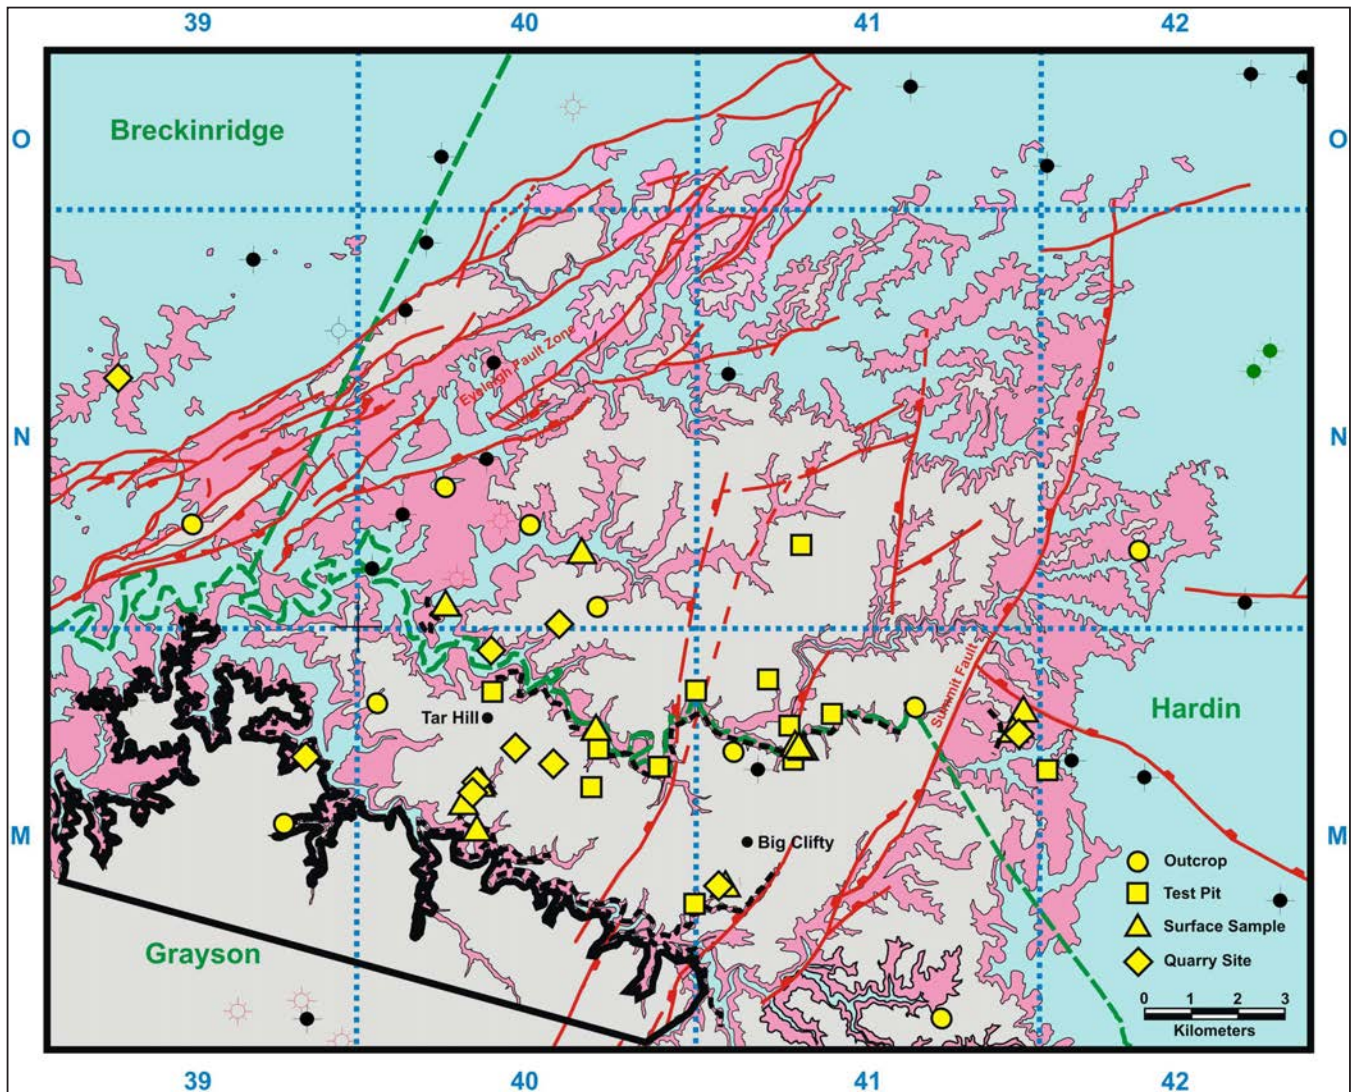 39 40 41 42
O Breckinridge O
Eveleigh Fault Zone
N N
Summit Fault
Tar Hill
Hardin
M Big Clifty M
Outcrop
Test Pit
Surface Sample
Quarry Site
Grayson
0 1 2 3
Kilometers
39 40 41 42